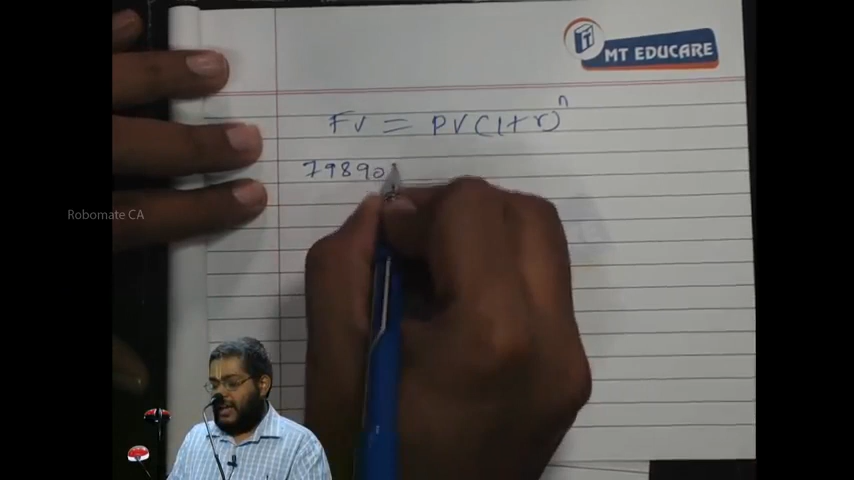 MT EDUCARE
FV = PV(1+r)^n
79890
Robomate CA